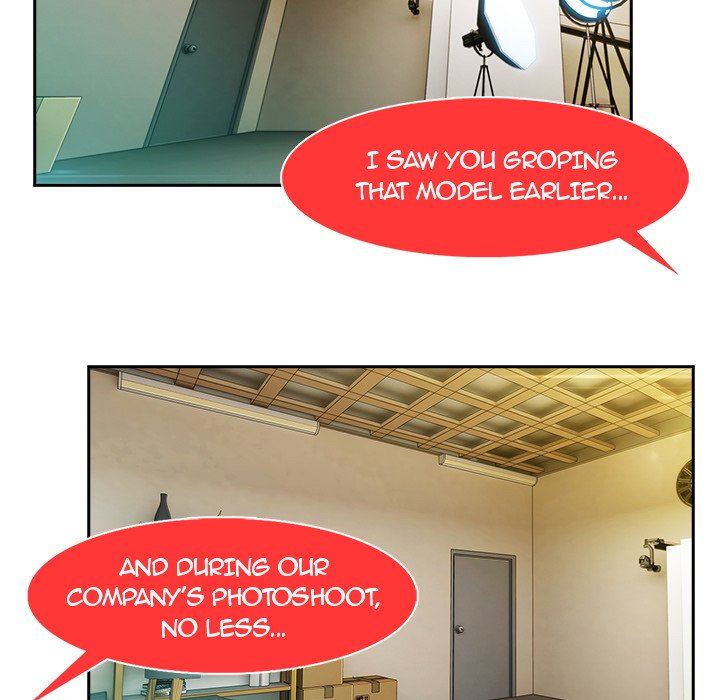 I SAW YOU GROPING
THAT MODEL EARLIER...
AND DURING OUR
COMPANY'S PHOTOSHOOT,
NO LESS...